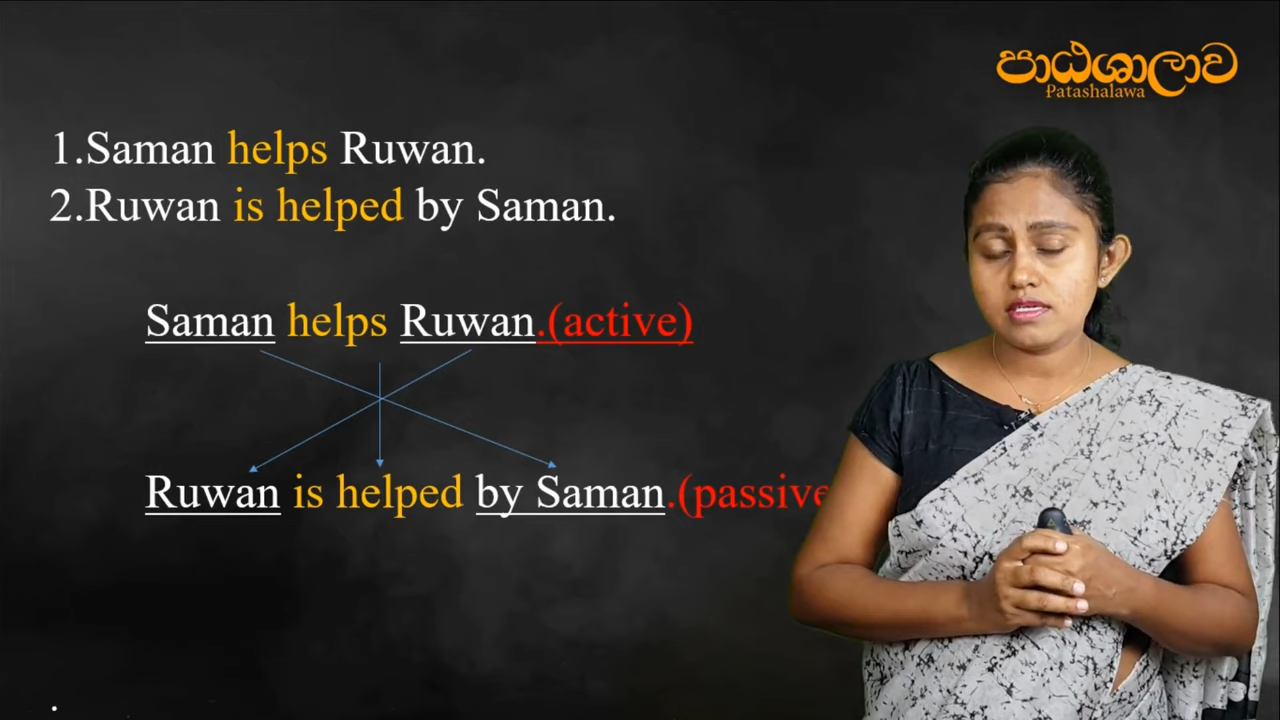 පාඨශාලාව
Patashalawa
1.Saman helps Ruwan.
2.Ruwan is helped by Saman.
Saman helps Ruwan.(active)
Ruwan is helped by Saman.(passive
.